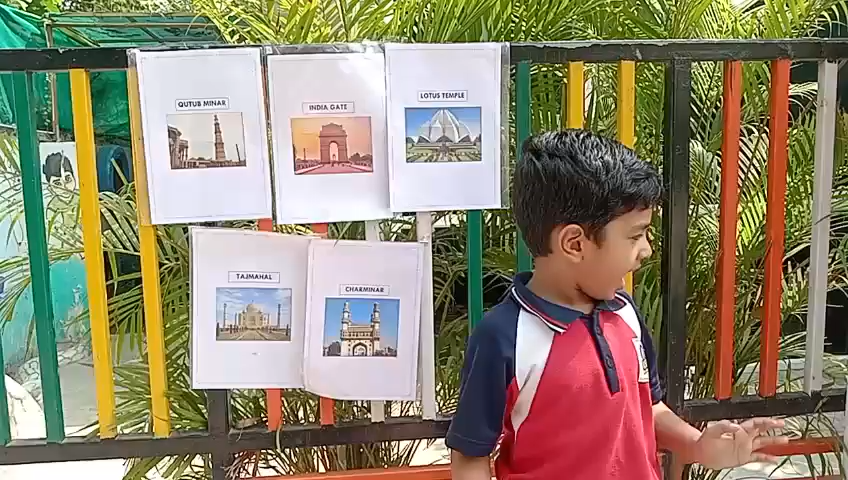 QUTUB MINAR
INDIA GATE
LOTUS TEMPLE
TAJMAHAL
CHARMINAR